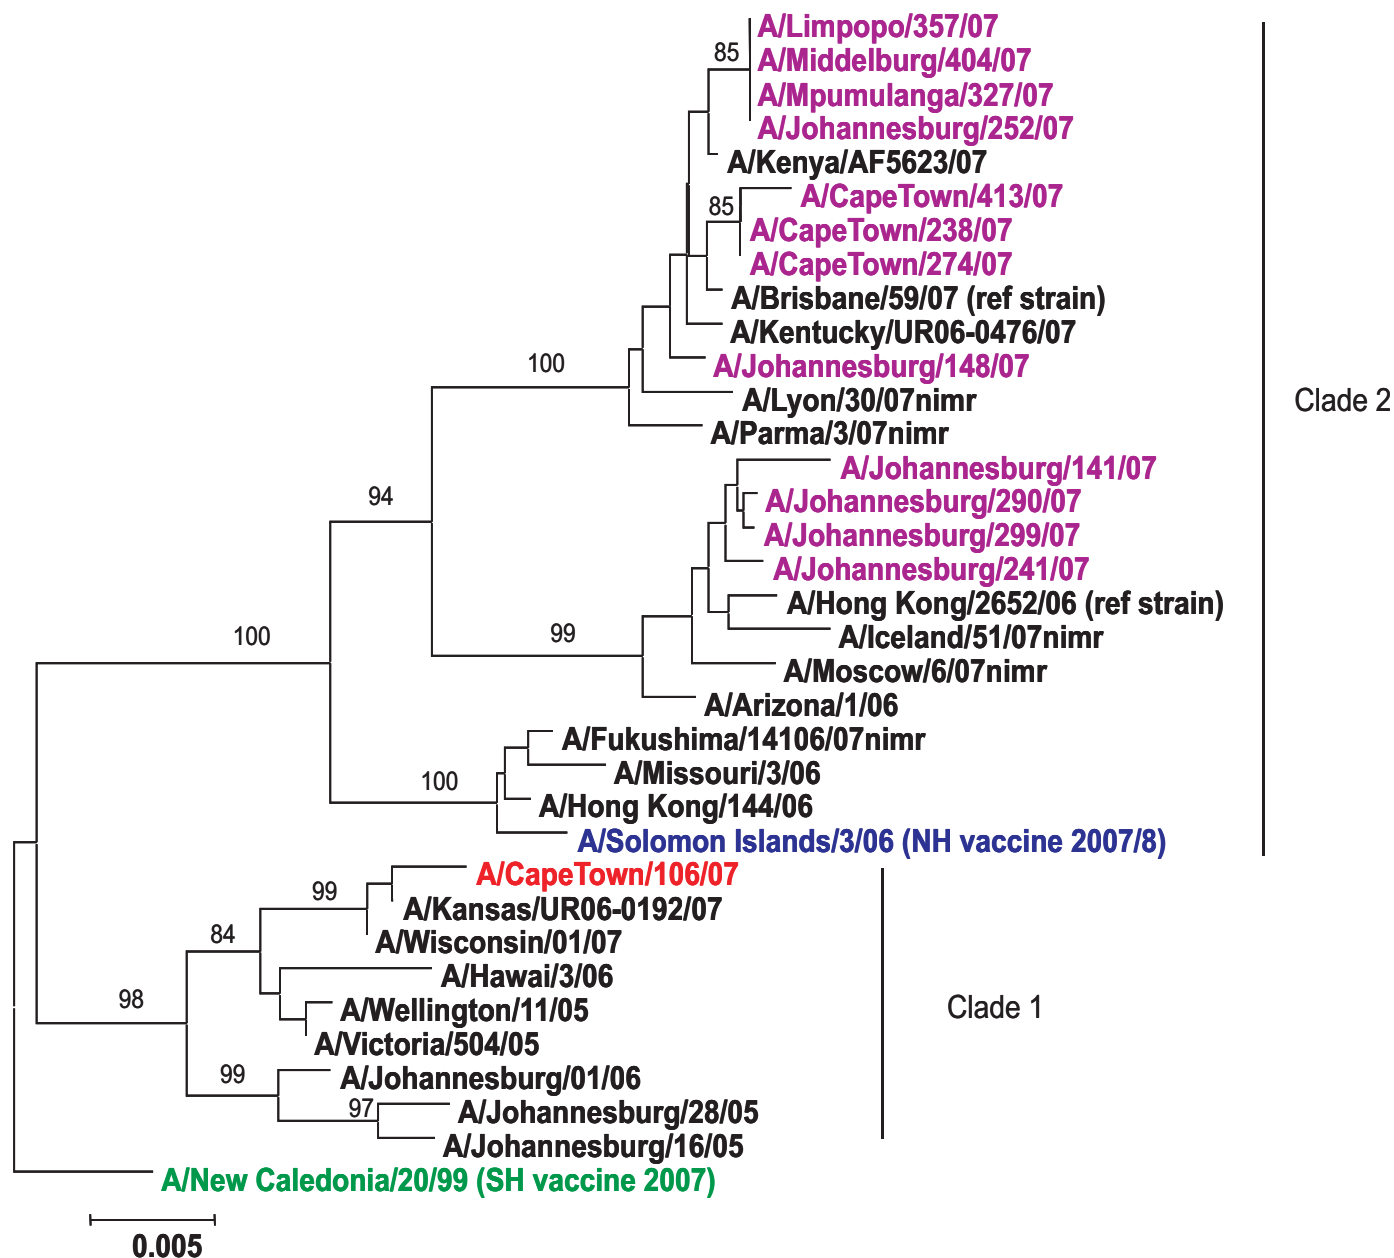 A/Limpopo/357/07
85
A/Middelburg/404/07
A/Mpumulanga/327/07
A/Johannesburg/252/07
A/Kenya/AF5623/07
A/CapeTown/413/07
85
A/CapeTown/238/07
A/CapeTown/274/07
A/Brisbane/59/07 (ref strain)
A/Kentucky/UR06-0476/07
100
A/Johannesburg/148/07
A/Lyon/30/07nimr
Clade 2
A/Parma/3/07nimr
A/Johannesburg/141/07
94
A/Johannesburg/290/07
A/Johannesburg/299/07
A/Johannesburg/241/07
A/Hong Kong/2652/06 (ref strain)
100
99
A/Iceland/51/07nimr
A/Moscow/6/07nimr
A/Arizona/1/06
A/Fukushima/14106/07nimr
A/Missouri/3/06
100
A/Hong Kong/144/06
A/Solomon Islands/3/06 (NH vaccine 2007/8)
A/CapeTown/106/07
99
A/Kansas/UR06-0192/07
84
A/Wisconsin/01/07
A/Hawai/3/06
98
A/Wellington/11/05
Clade 1
A/Victoria/504/05
99
A/Johannesburg/01/06
97
A/Johannesburg/28/05
A/Johannesburg/16/05
A/New Caledonia/20/99 (SH vaccine 2007)
0.005